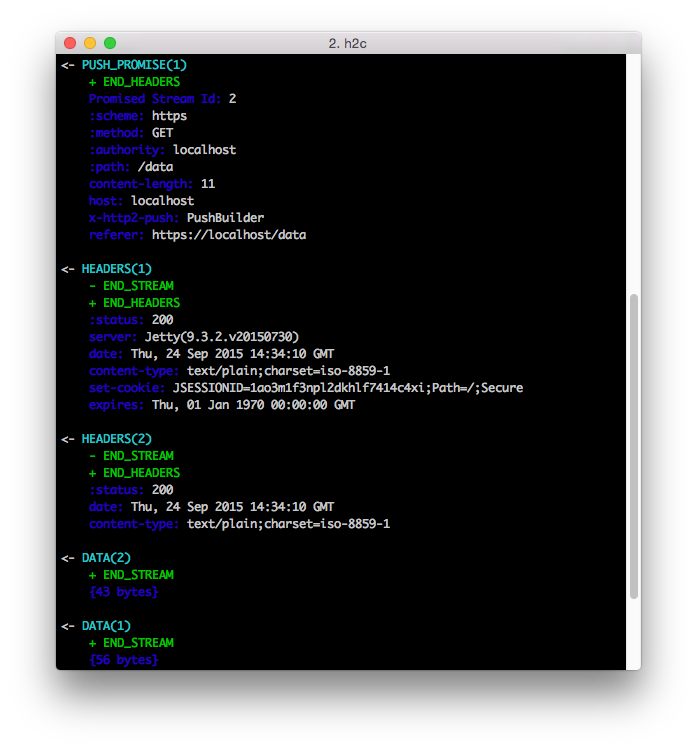 2. h2c
<- PUSH_PROMISE(1)
+ END_HEADERS
Promised Stream Id: 2
:scheme: https
:method: GET
:authority: localhost
:path: /data
content-length: 11
host: localhost
x-http2-push: PushBuilder
referer: https://localhost/data
<- HEADERS(1)
- END_STREAM
+ END_HEADERS
:status: 200
server: Jetty(9.3.2.v20150730)
date: Thu, 24 Sep 2015 14:34:10 GMT
content-type: text/plain;charset=iso-8859-1
set-cookie: JSESSIONID=1ao3m1f3npl2dkhlf7414c4xi;Path=/;Secure
expires: Thu, 01 Jan 1970 00:00:00 GMT
<- HEADERS(2)
- END_STREAM
+ END_HEADERS
:status: 200
date: Thu, 24 Sep 2015 14:34:10 GMT
content-type: text/plain;charset=iso-8859-1
<- DATA(2)
+ END_STREAM
{43 bytes}
<- DATA(1)
+ END_STREAM
{56 bytes}